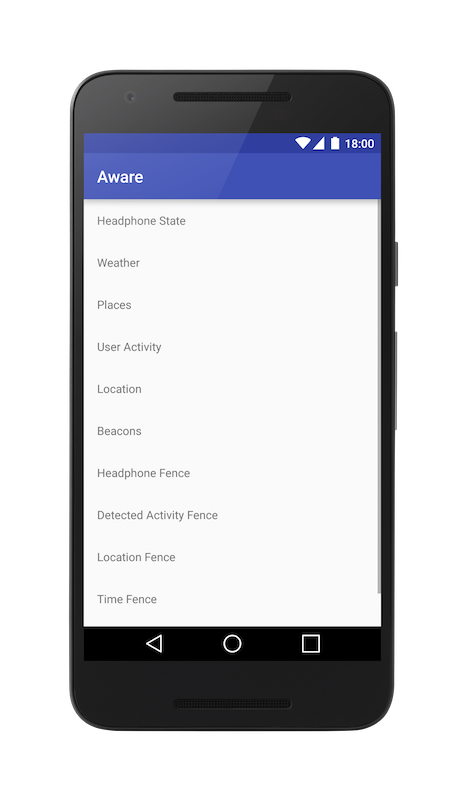 18:00
Aware
Headphone State
Weather
Places
User Activity
Location
Beacons
Headphone Fence
Detected Activity Fence
Location Fence
Time Fence